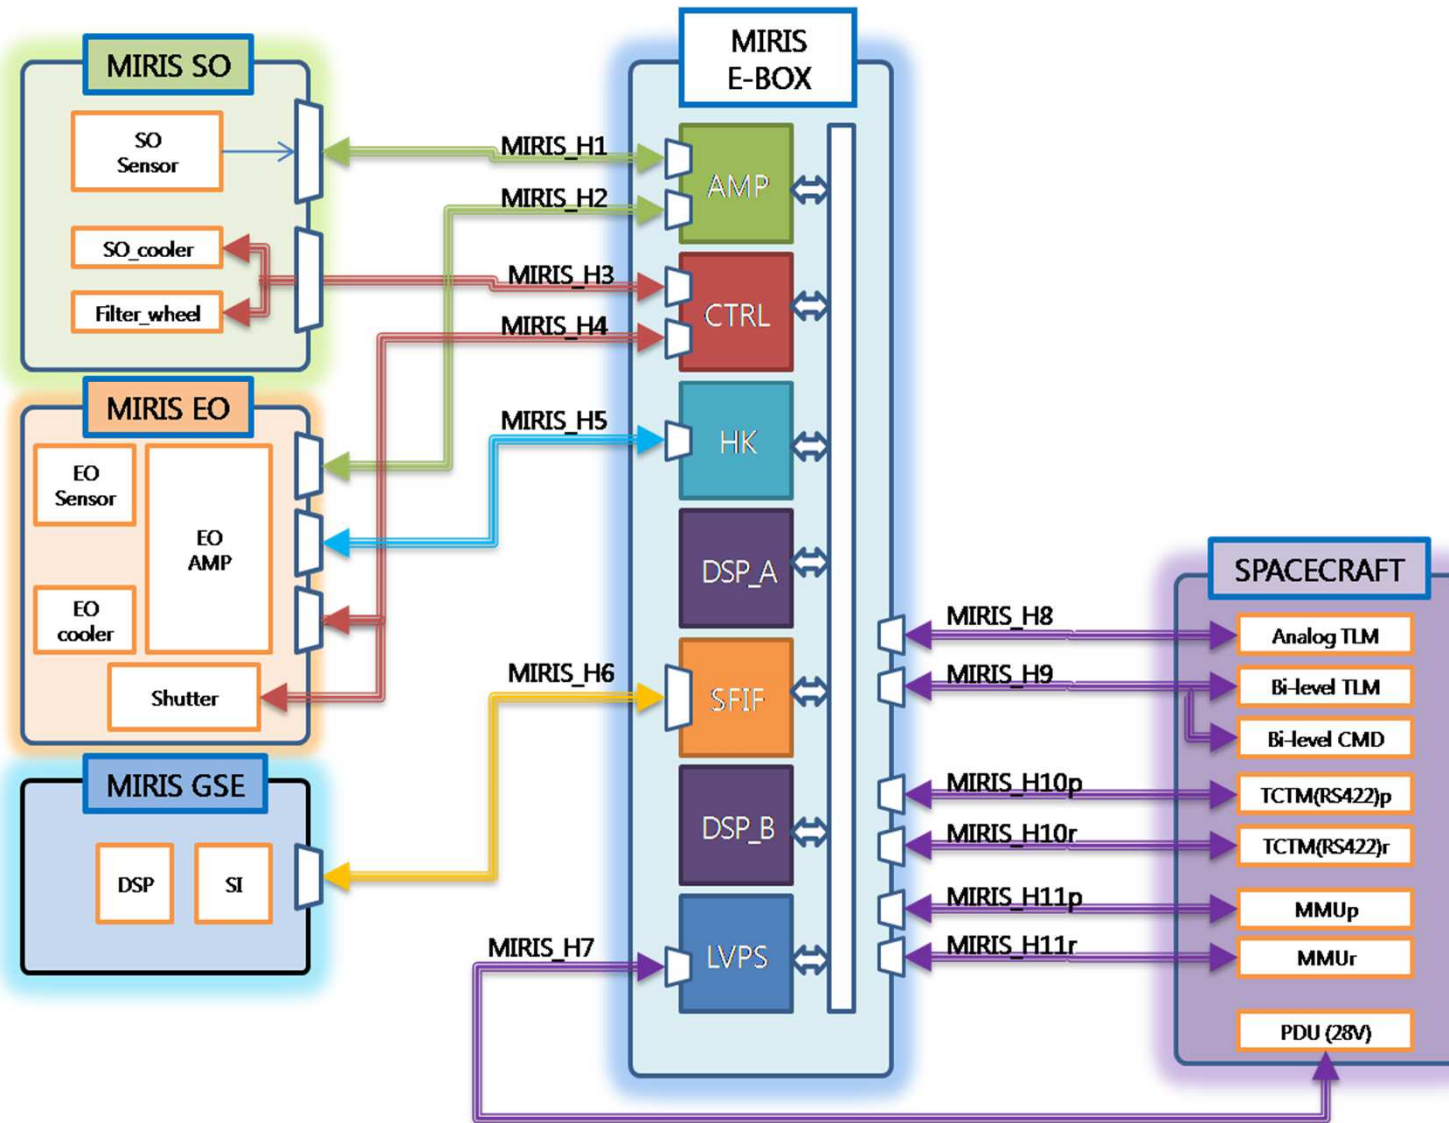 MIRIS SO
SO
Sensor
SO_cooler
Filter_wheel
MIRIS EO
EO
Sensor
EO
AMP
EO
cooler
Shutter
MIRIS GSE
DSP
SI
MIRIS_H1
MIRIS_H2
MIRIS_H3
MIRIS_H4
MIRIS_H5
MIRIS_H6
MIRIS_H7
MIRIS
E-BOX
AMP
CTRL
HK
DSP_A
SFIF
DSP_B
LVPS
MIRIS_H8
MIRIS_H9
MIRIS_H10p
MIRIS_H10r
MIRIS_H11p
MIRIS_H11r
SPACECRAFT
Analog TLM
Bi-level TLM
Bi-level CMD
TCTM(RS422)p
TCTM(RS422)r
MMUp
MMUr
PDU (28V)